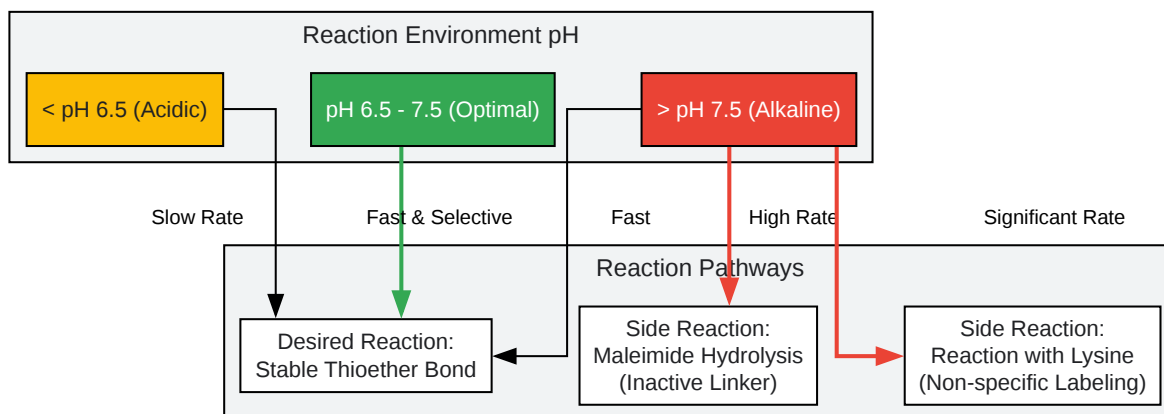 Reaction Environment pH
< pH 6.5 (Acidic)
pH 6.5 - 7.5 (Optimal)
> pH 7.5 (Alkaline)
Slow Rate
Fast & Selective
Fast
High Rate
Significant Rate
Reaction Pathways
Desired Reaction:
Stable Thioether Bond
Side Reaction:
Maleimide Hydrolysis
(Inactive Linker)
Side Reaction:
Reaction with Lysine
(Non-specific Labeling)